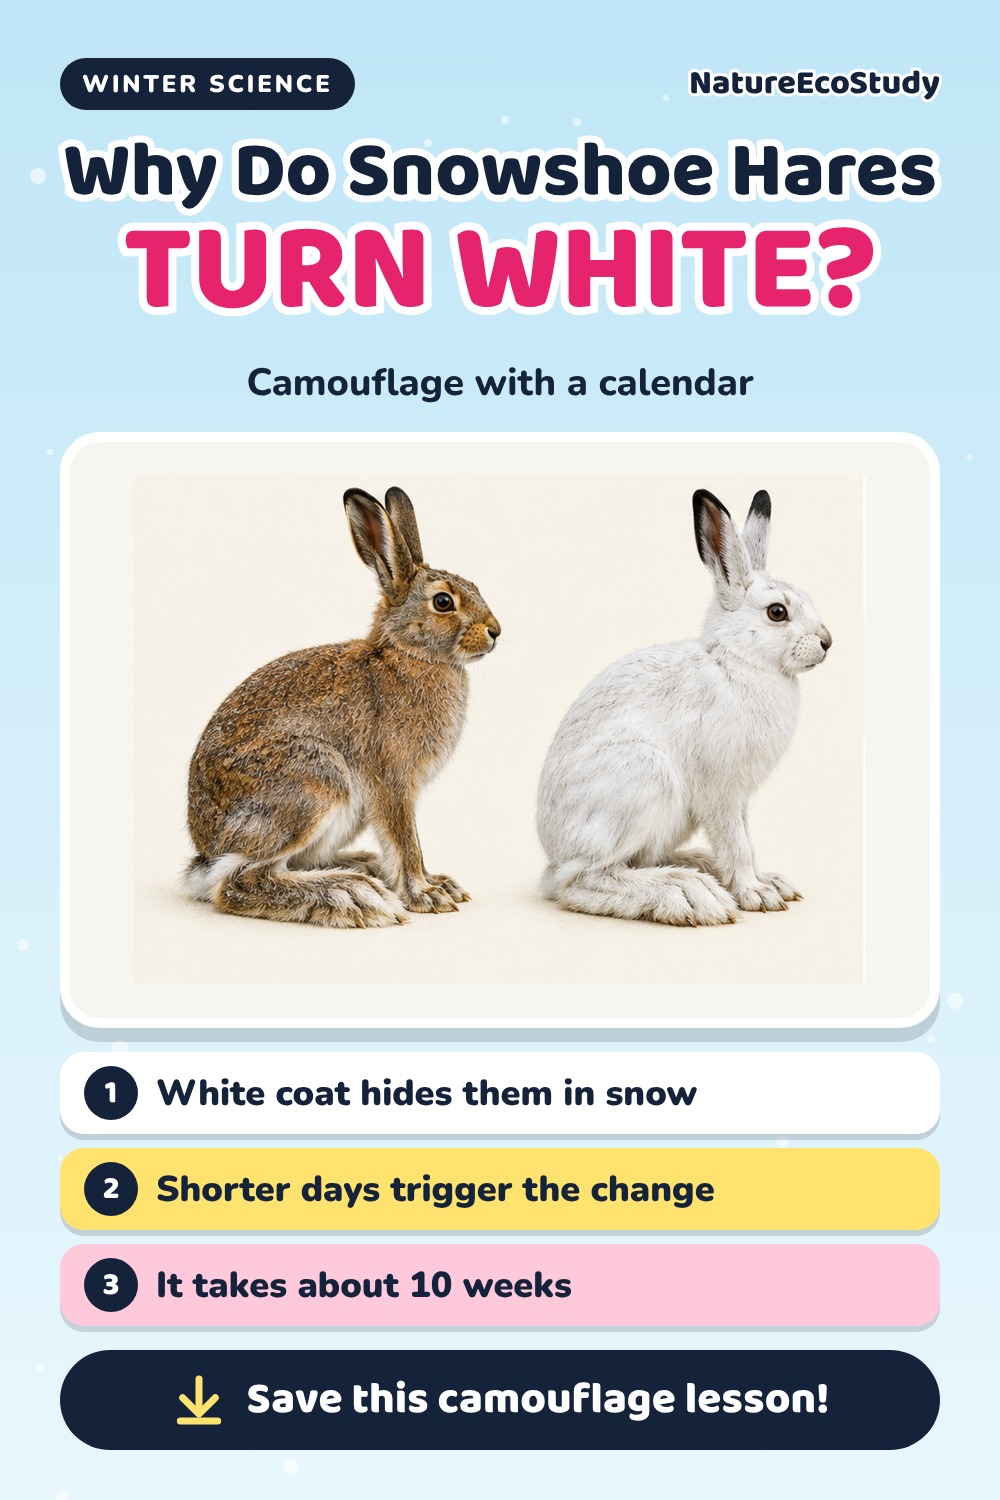 WINTER SCIENCE
NatureEcoStudy
Why Do Snowshoe Hares
TURN WHITE?
Camouflage with a calendar
1 White coat hides them in snow
2 Shorter days trigger the change
3 It takes about 10 weeks
Save this camouflage lesson!